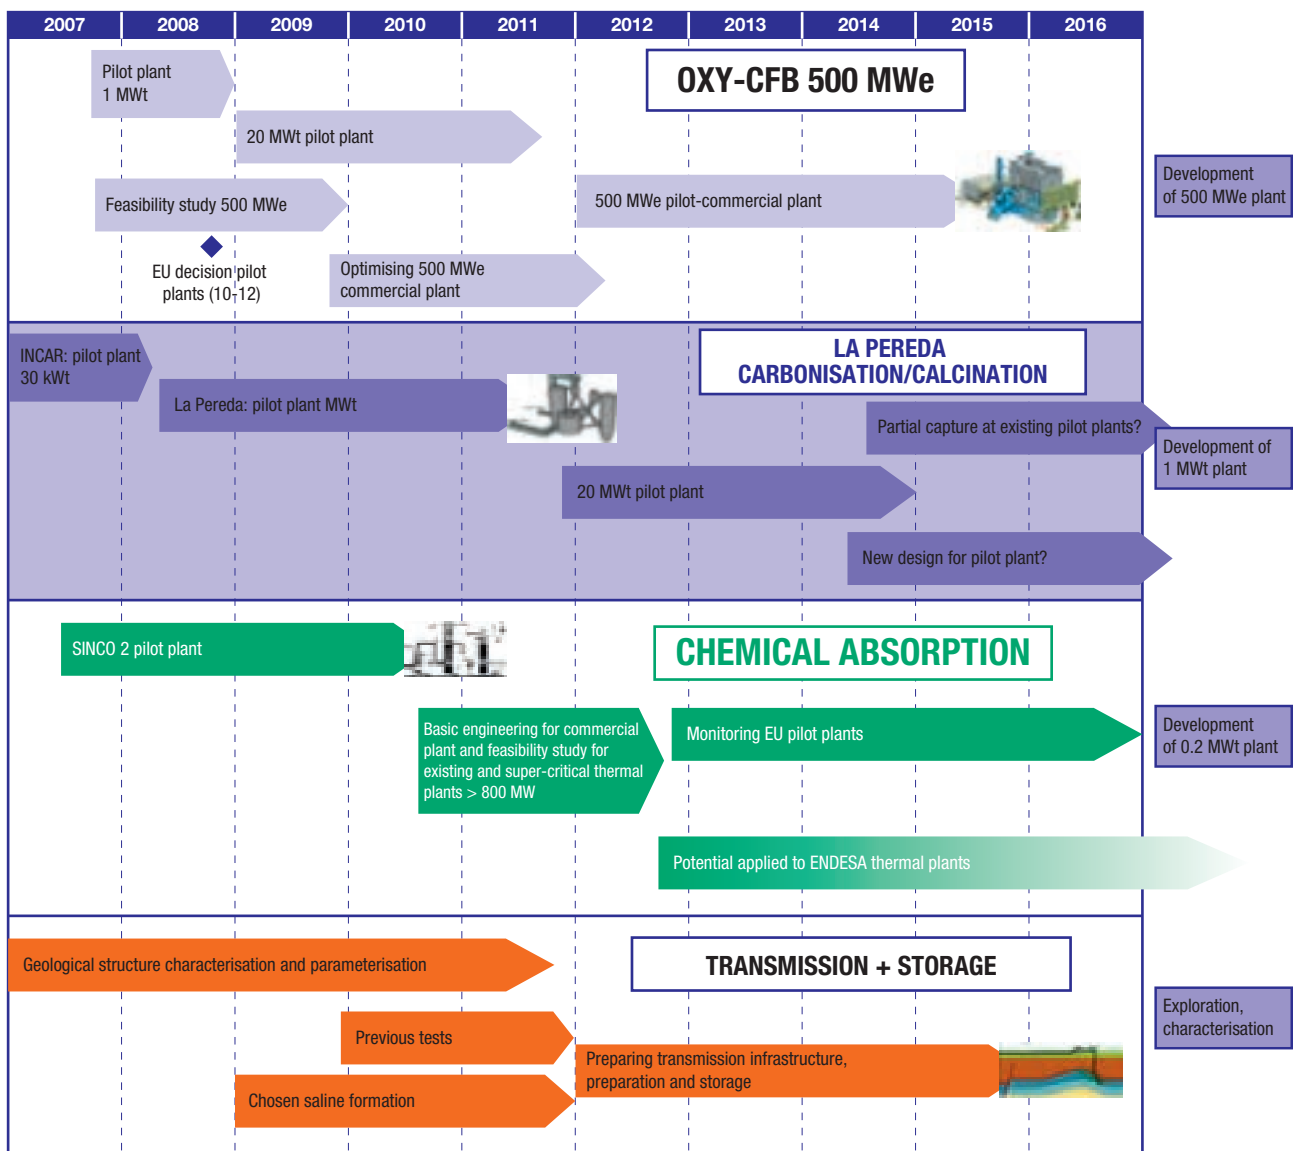 2007 2008 2009 2010 2011 2012 2013 2014 2015 2016
Pilot plant
1 MWt
OXY-CFB 500 MWe
20 MWt pilot plant
Feasibility study 500 MWe
500 MWe pilot-commercial plant
Development
of 500 MWe plant
EU decision pilot
plants (10-12)
Optimising 500 MWe
commercial plant
INCAR: pilot plant
30 kWt
LA PEREDA
CARBONISATION/CALCINATION
La Pereda: pilot plant MWt
Partial capture at existing pilot plants?
Development of
1 MWt plant
20 MWt pilot plant
New design for pilot plant?
SINCO 2 pilot plant
CHEMICAL ABSORPTION
Basic engineering for commercial
plant and feasibility study for
existing and super-critical thermal
plants > 800 MW
Monitoring EU pilot plants
Development
of 0.2 MWt plant
Potential applied to ENDESA thermal plants
Geological structure characterisation and parameterisation
TRANSMISSION + STORAGE
Exploration,
characterisation
Previous tests
Preparing transmission infrastructure,
preparation and storage
Chosen saline formation